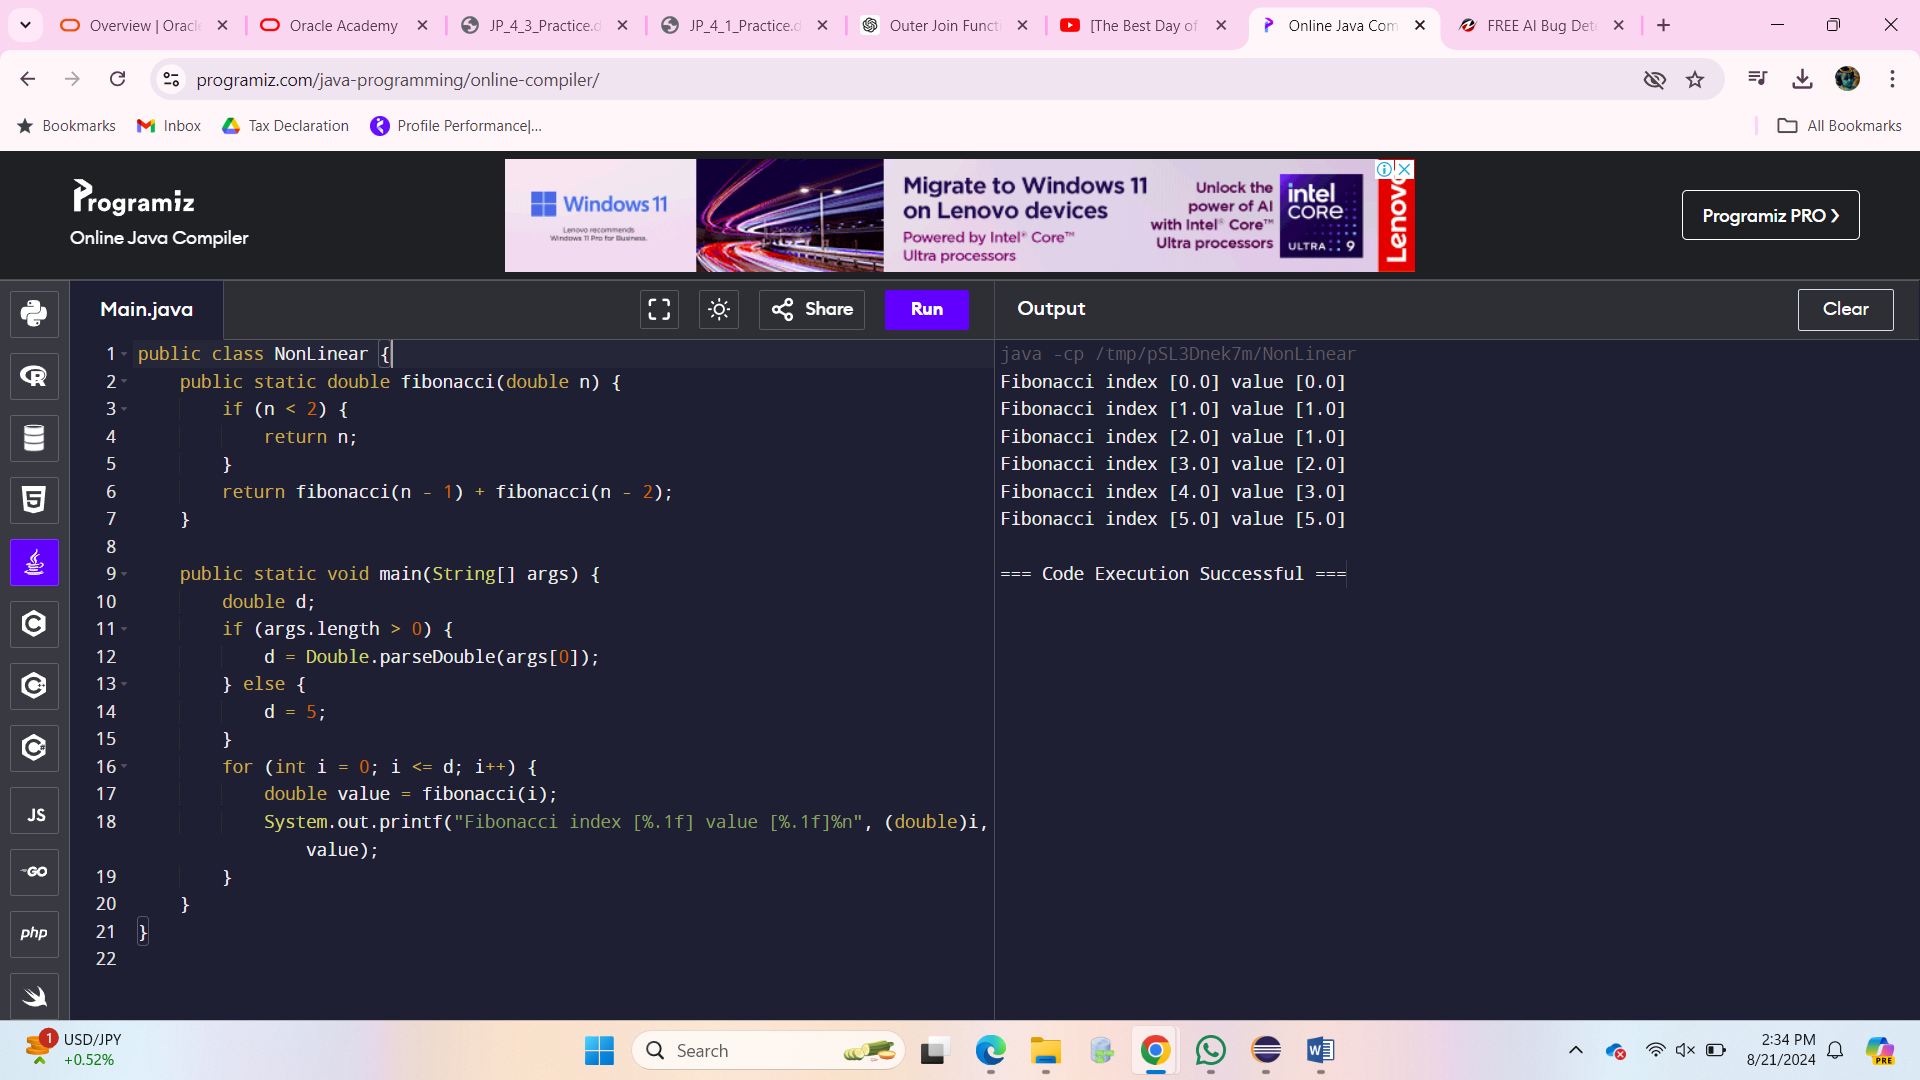 Overview | Oracle
Oracle Academy
JP_4_3_Practice.d
JP_4_1_Practice.d
Outer Join Functi
[The Best Day of
Online Java Com
FREE AI Bug Det
programiz.com/java-programming/online-compiler/
Bookmarks
Inbox
Tax Declaration
Profile Performance|...
All Bookmarks
Programiz
Online Java Compiler
Windows 11
Lenovo recommends
Windows 11 Pro for Business.
Migrate to Windows 11
on Lenovo devices
Powered by Intel® Core™
Ultra processors
Unlock the
power of AI
with Intel® Core™
Ultra processors
intel
CORE
ULTRA 9
Lenovo
Programiz PRO
Main.java
Share
Run
Output
Clear
1 public class NonLinear {
2     public static double fibonacci(double n) {
3         if (n < 2) {
4             return n;
5         }
6         return fibonacci(n - 1) + fibonacci(n - 2);
7     }
8
9     public static void main(String[] args) {
10         double d;
11         if (args.length > 0) {
12             d = Double.parseDouble(args[0]);
13         } else {
14             d = 5;
15         }
16         for (int i = 0; i <= d; i++) {
17             double value = fibonacci(i);
18             System.out.printf("Fibonacci index [%.1f] value [%.1f]%n", (double)i,
                value);
19         }
20     }
21 }
22
java -cp /tmp/pSL3Dnek7m/NonLinear
Fibonacci index [0.0] value [0.0]
Fibonacci index [1.0] value [1.0]
Fibonacci index [2.0] value [1.0]
Fibonacci index [3.0] value [2.0]
Fibonacci index [4.0] value [3.0]
Fibonacci index [5.0] value [5.0]
=== Code Execution Successful ===
JS
GO
php
1
USD/JPY
+0.52%
Search
2:34 PM
8/21/2024
PRE